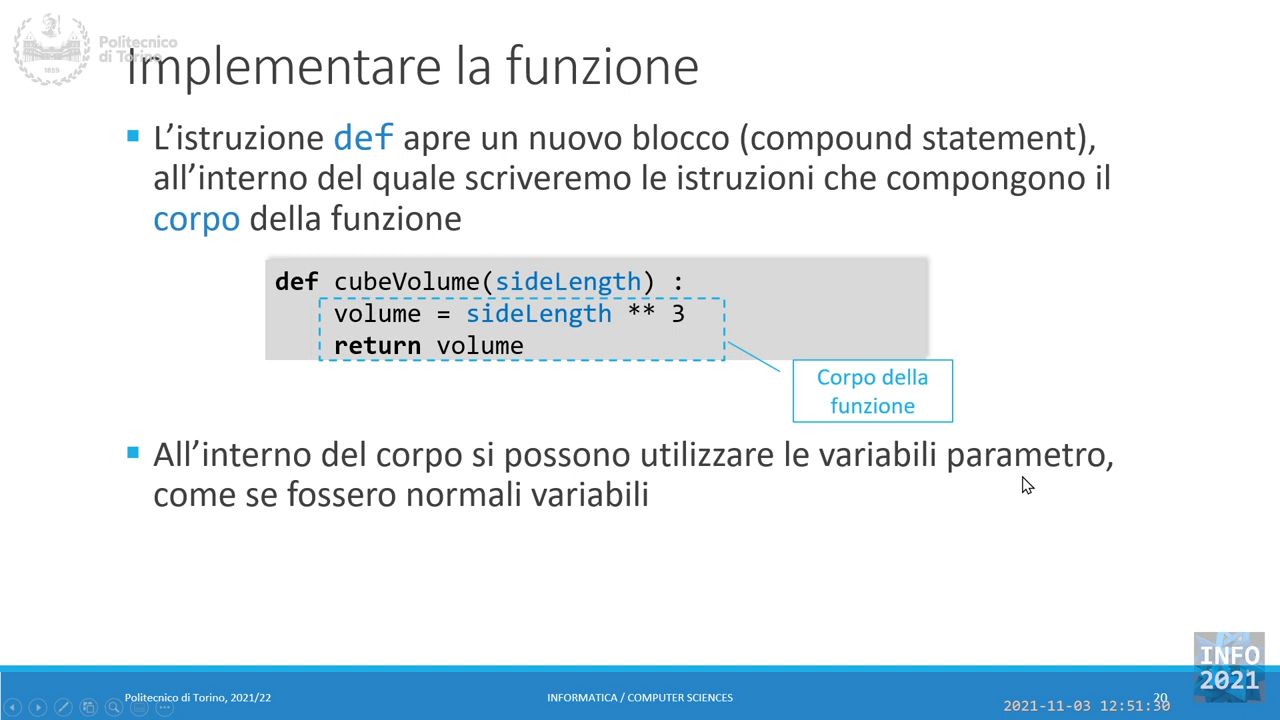 Politecnico
di Torino
1859
Implementare la funzione
L’istruzione def apre un nuovo blocco (compound statement),
all’interno del quale scriveremo le istruzioni che compongono il
corpo della funzione
def cubeVolume(sideLength) :
volume = sideLength ** 3
return volume
Corpo della
funzione
All’interno del corpo si possono utilizzare le variabili parametro,
come se fossero normali variabili
INFO
2021
Politecnico di Torino, 2021/22
INFORMATICA / COMPUTER SCIENCES
20
2021-11-03 12:51:30